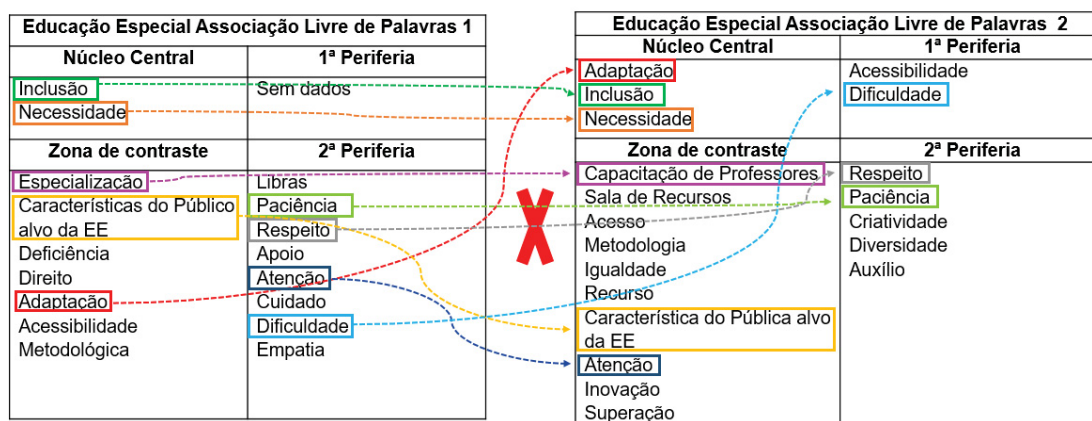 Educação Especial Associação Livre de Palavras 1
Núcleo Central
1ª Periferia
Inclusão
Necessidade
Sem dados
Zona de contraste
2ª Periferia
Especialização
Características do Público
alvo da EE
Deficiência
Direito
Adaptação
Acessibilidade
Metodológica
Libras
Paciência
Respeito
Apoio
Atenção
Cuidado
Dificuldade
Empatia
X
Educação Especial Associação Livre de Palavras 2
Núcleo Central
1ª Periferia
Adaptação
Inclusão
Necessidade
Acessibilidade
Dificuldade
Zona de contraste
2ª Periferia
Capacitação de Professores
Sala de Recursos
Acesso
Metodologia
Igualdade
Recurso
Característica do Pública alvo
da EE
Atenção
Inovação
Superação
Respeito
Paciência
Criatividade
Diversidade
Auxílio